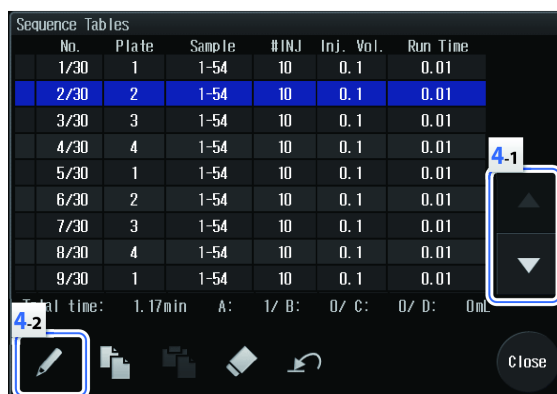 Sequence Tables
No. Plate Sample #INJ Inj. Vol. Run Time
1/30 1 1-54 10 0.1 0.01
2/30 2 1-54 10 0.1 0.01
3/30 3 1-54 10 0.1 0.01
4/30 4 1-54 10 0.1 0.01
4-1
5/30 1 1-54 10 0.1 0.01
6/30 2 1-54 10 0.1 0.01
7/30 3 1-54 10 0.1 0.01
8/30 4 1-54 10 0.1 0.01
9/30 1 1-54 10 0.1 0.01
Total time: 1.17min A: 1/ B: 0/ C: 0/ D: 0mL
4-2
Close